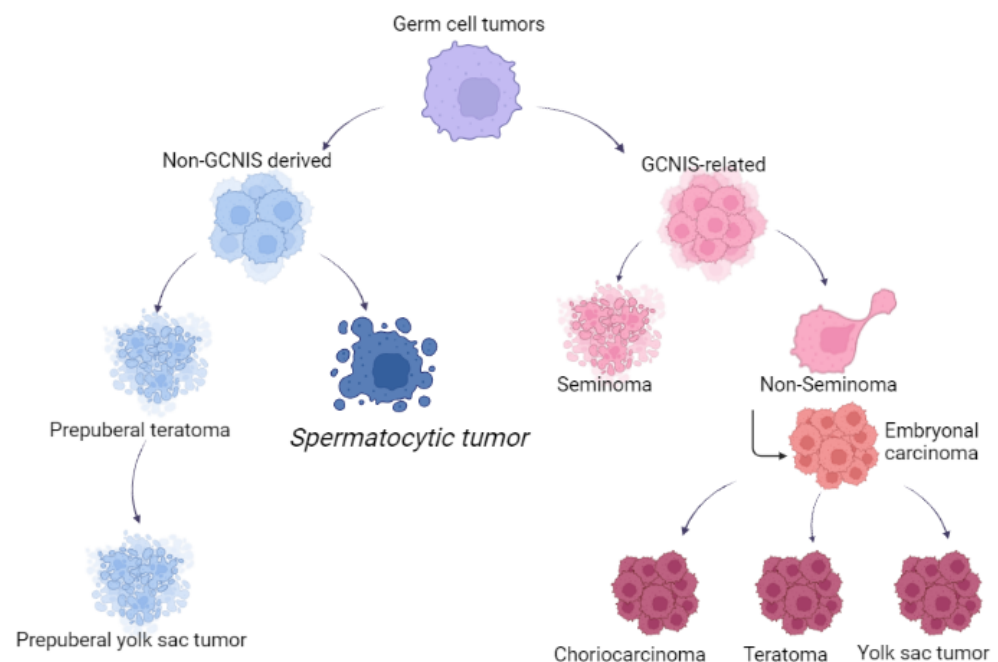 Germ cell tumors
Non-GCNIS derived
GCNIS-related
Prepuberal teratoma
Spermatocytic tumor
Seminoma
Non-Seminoma
Embryonal
carcinoma
Prepuberal yolk sac tumor
Choriocarcinoma
Teratoma
Yolk sac tumor